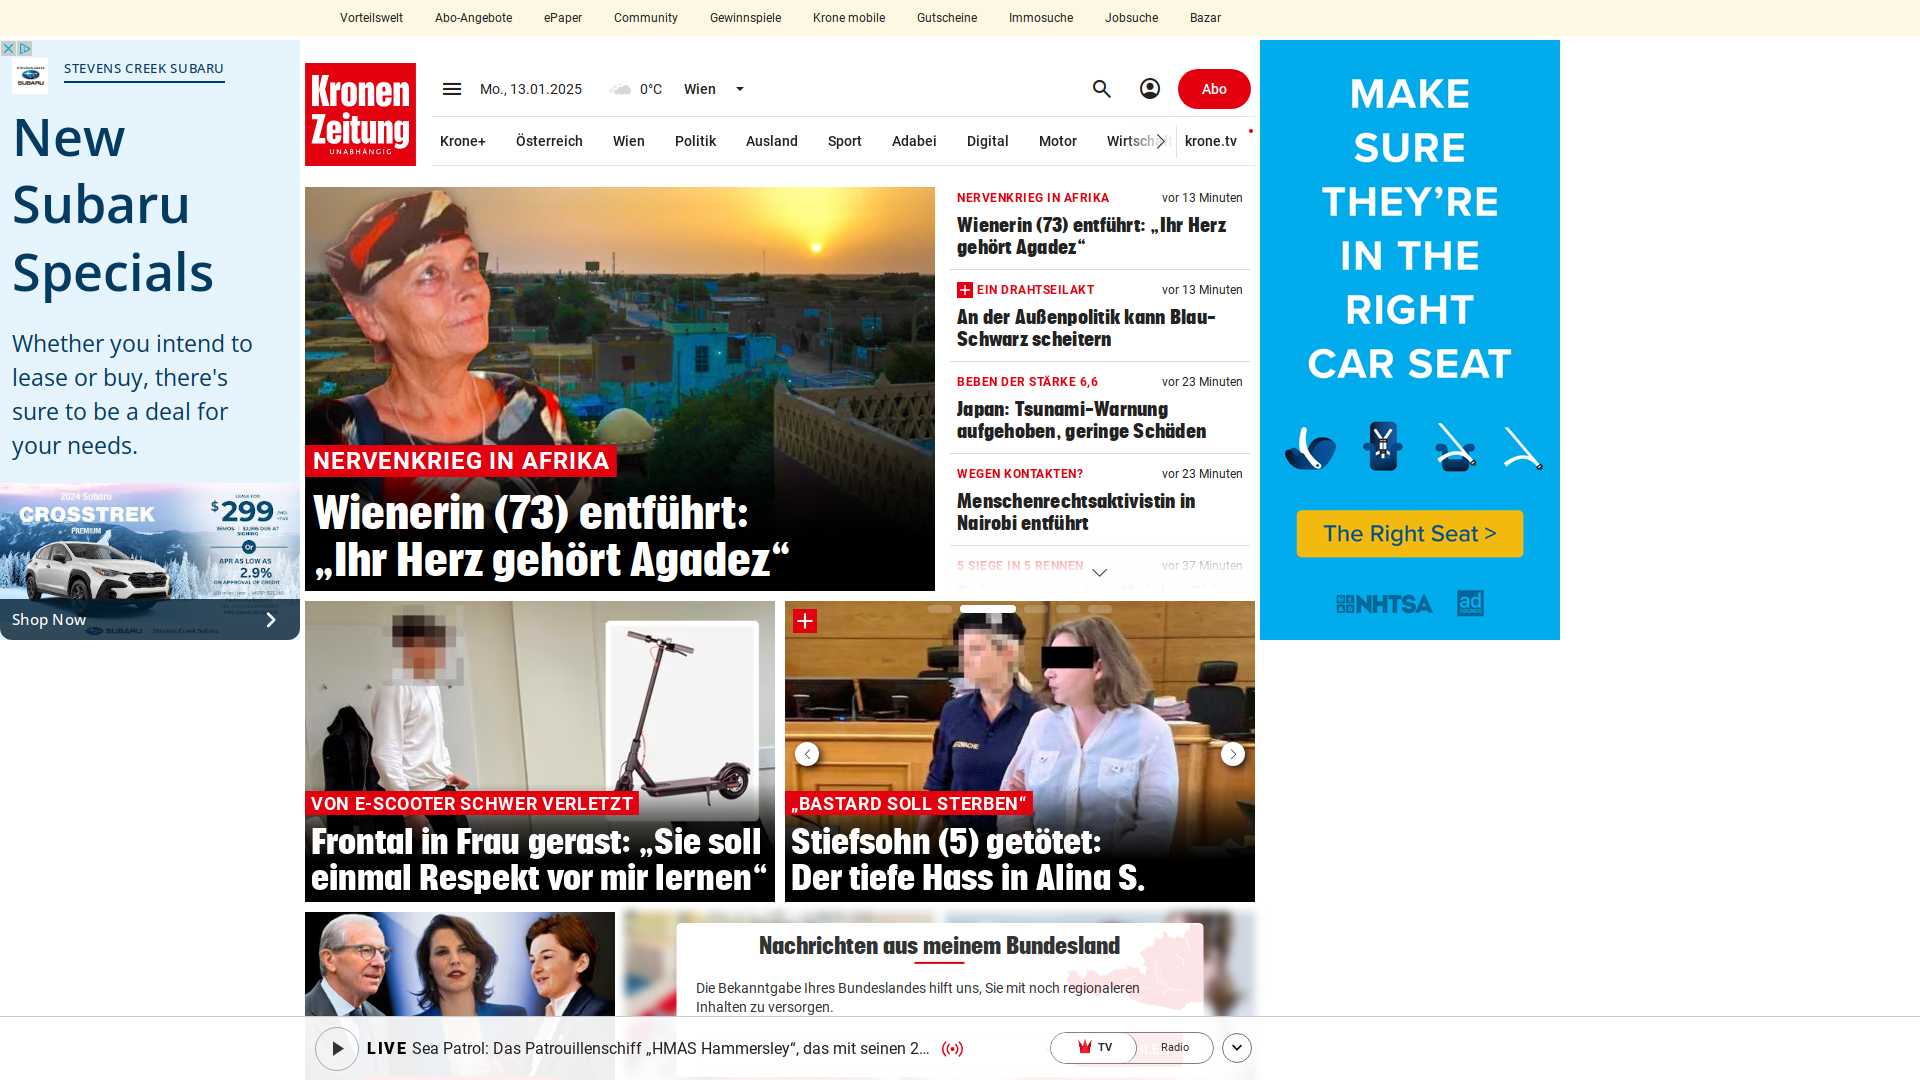 Vorteilswelt Abo-Angebote ePaper Community Gewinnspiele Krone mobile Gutscheine Immosuche Jobsuche Bazar
STEVENS CREEK SUBARU
SUBARU
New
Subaru
Specials
Whether you intend to
lease or buy, there's
sure to be a deal for
your needs.
2024 Subaru
CROSSTREK
PREMIUM
LEASE FOR
$299
Or
APR AS LOW AS
2.9%
ON APPROVAL OF CREDIT
Shop Now
SUBARU
Kronen
Zeitung
UNABHÄNGIG
Mo., 13.01.2025 0°C Wien
Abo
Krone+ Österreich Wien Politik Ausland Sport Adabei Digital Motor Wirtschaft krone.tv
NERVENKRIEG IN AFRIKA
Wienerin (73) entführt:
„Ihr Herz gehört Agadez“
NERVENKRIEG IN AFRIKA vor 13 Minuten
Wienerin (73) entführt: „Ihr Herz
gehört Agadez“
EIN DRAHTSEILAKT vor 13 Minuten
An der Außenpolitik kann Blau-
Schwarz scheitern
BEBEN DER STÄRKE 6,6 vor 23 Minuten
Japan: Tsunami-Warnung
aufgehoben, geringe Schäden
WEGEN KONTAKTEN? vor 23 Minuten
Menschenrechtsaktivistin in
Nairobi entführt
5 SIEGE IN 5 RENNEN vor 37 Minuten
VON E-SCOOTER SCHWER VERLETZT
Frontal in Frau gerast: „Sie soll
einmal Respekt vor mir lernen“
„BASTARD SOLL STERBEN“
Stiefsohn (5) getötet:
Der tiefe Hass in Alina S.
Nachrichten aus meinem Bundesland
Die Bekanntgabe Ihres Bundeslandes hilft uns, Sie mit noch regionaleren
Inhalten zu versorgen.
LIVE Sea Patrol: Das Patrouillenschiff „HMAS Hammersley“, das mit seinen 2...
TV Radio
MAKE
SURE
THEY’RE
IN THE
RIGHT
CAR SEAT
The Right Seat >
NHTSA
ad